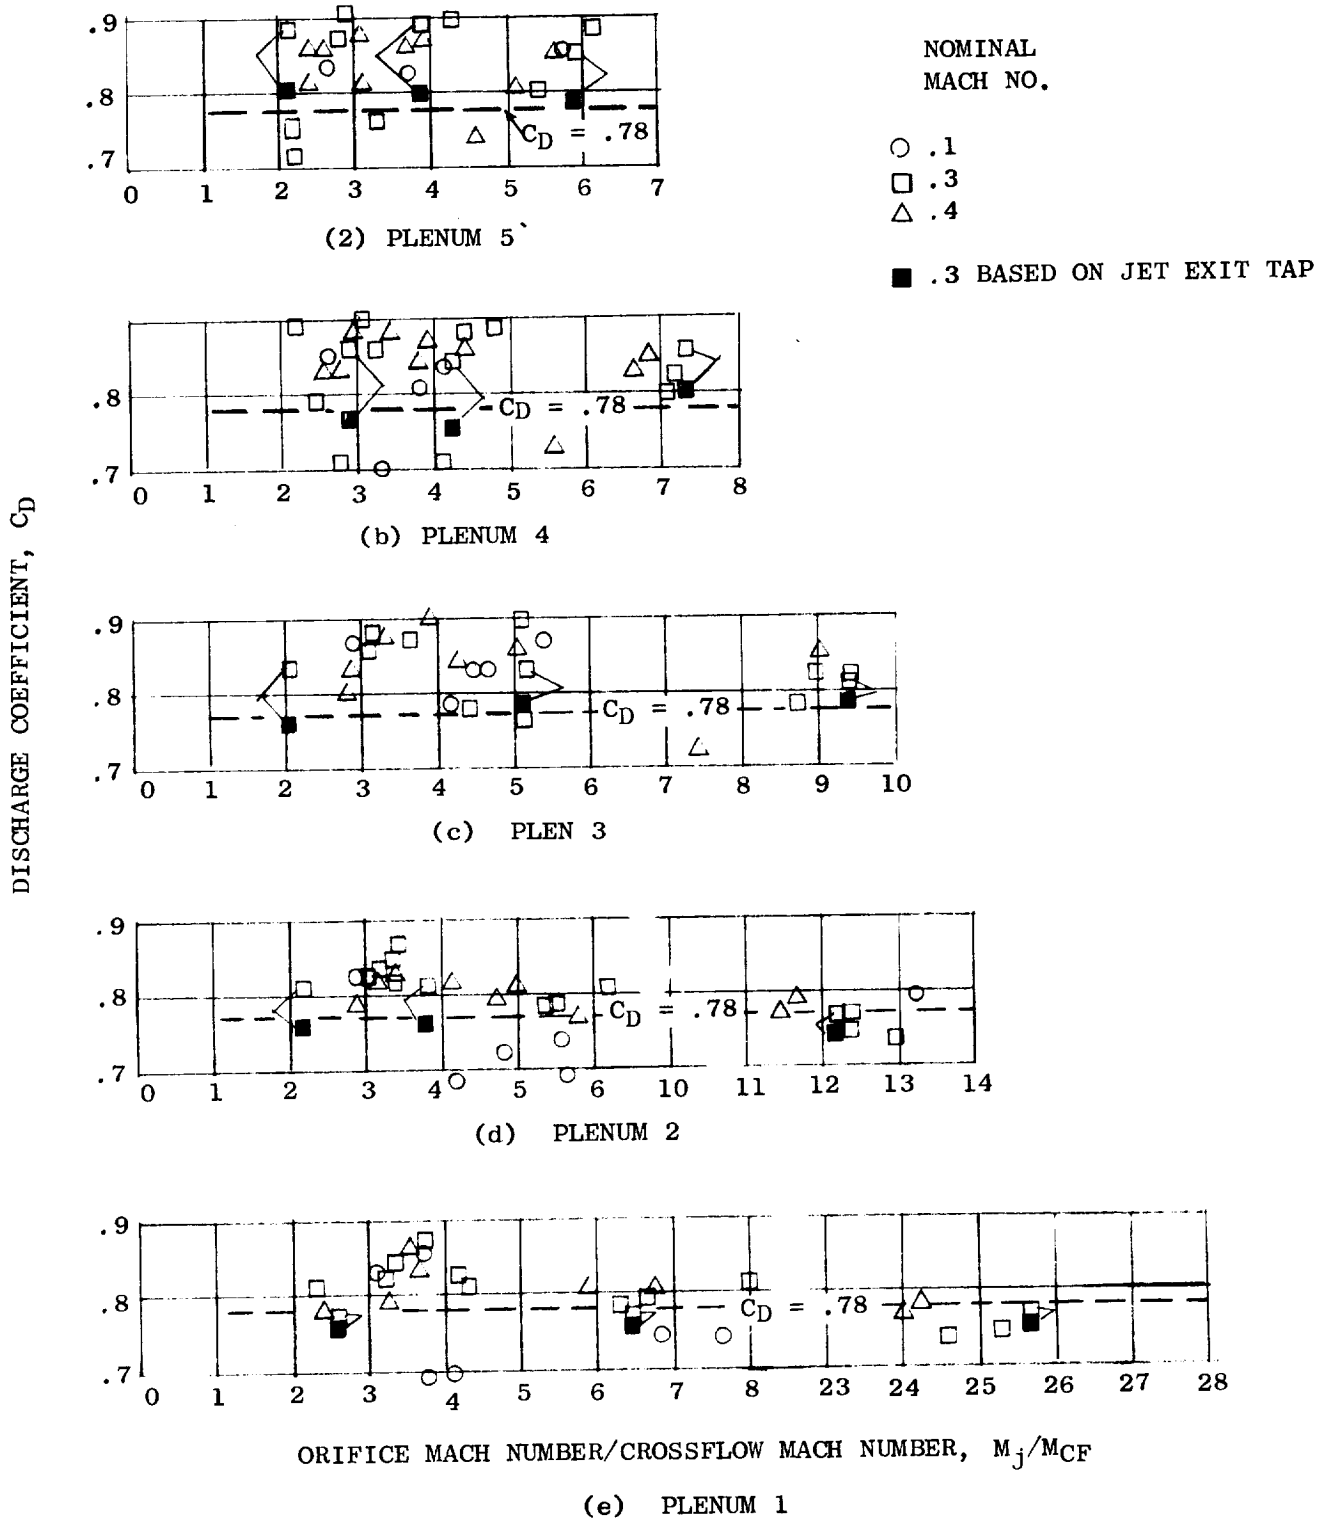 NOMINAL
MACH NO.
○ .1
□ .3
△ .4
■ .3 BASED ON JET EXIT TAP
DISCHARGE COEFFICIENT, CD
.9
.8
.7
CD = .78
0 1 2 3 4 5 6 7
(2) PLENUM 5`
.8
.7
CD = .78
0 1 2 3 4 5 6 7 8
(b) PLENUM 4
.9
.8
.7
CD = .78
0 1 2 3 4 5 6 7 8 9 10
(c) PLEN 3
.9
.8
.7
CD = .78
0 1 2 3 4 5 6 10 11 12 13 14
(d) PLENUM 2
.9
.8
.7
CD = .78
0 1 2 3 4 5 6 7 8 23 24 25 26 27 28
ORIFICE MACH NUMBER/CROSSFLOW MACH NUMBER, Mj/MCF
(e) PLENUM 1